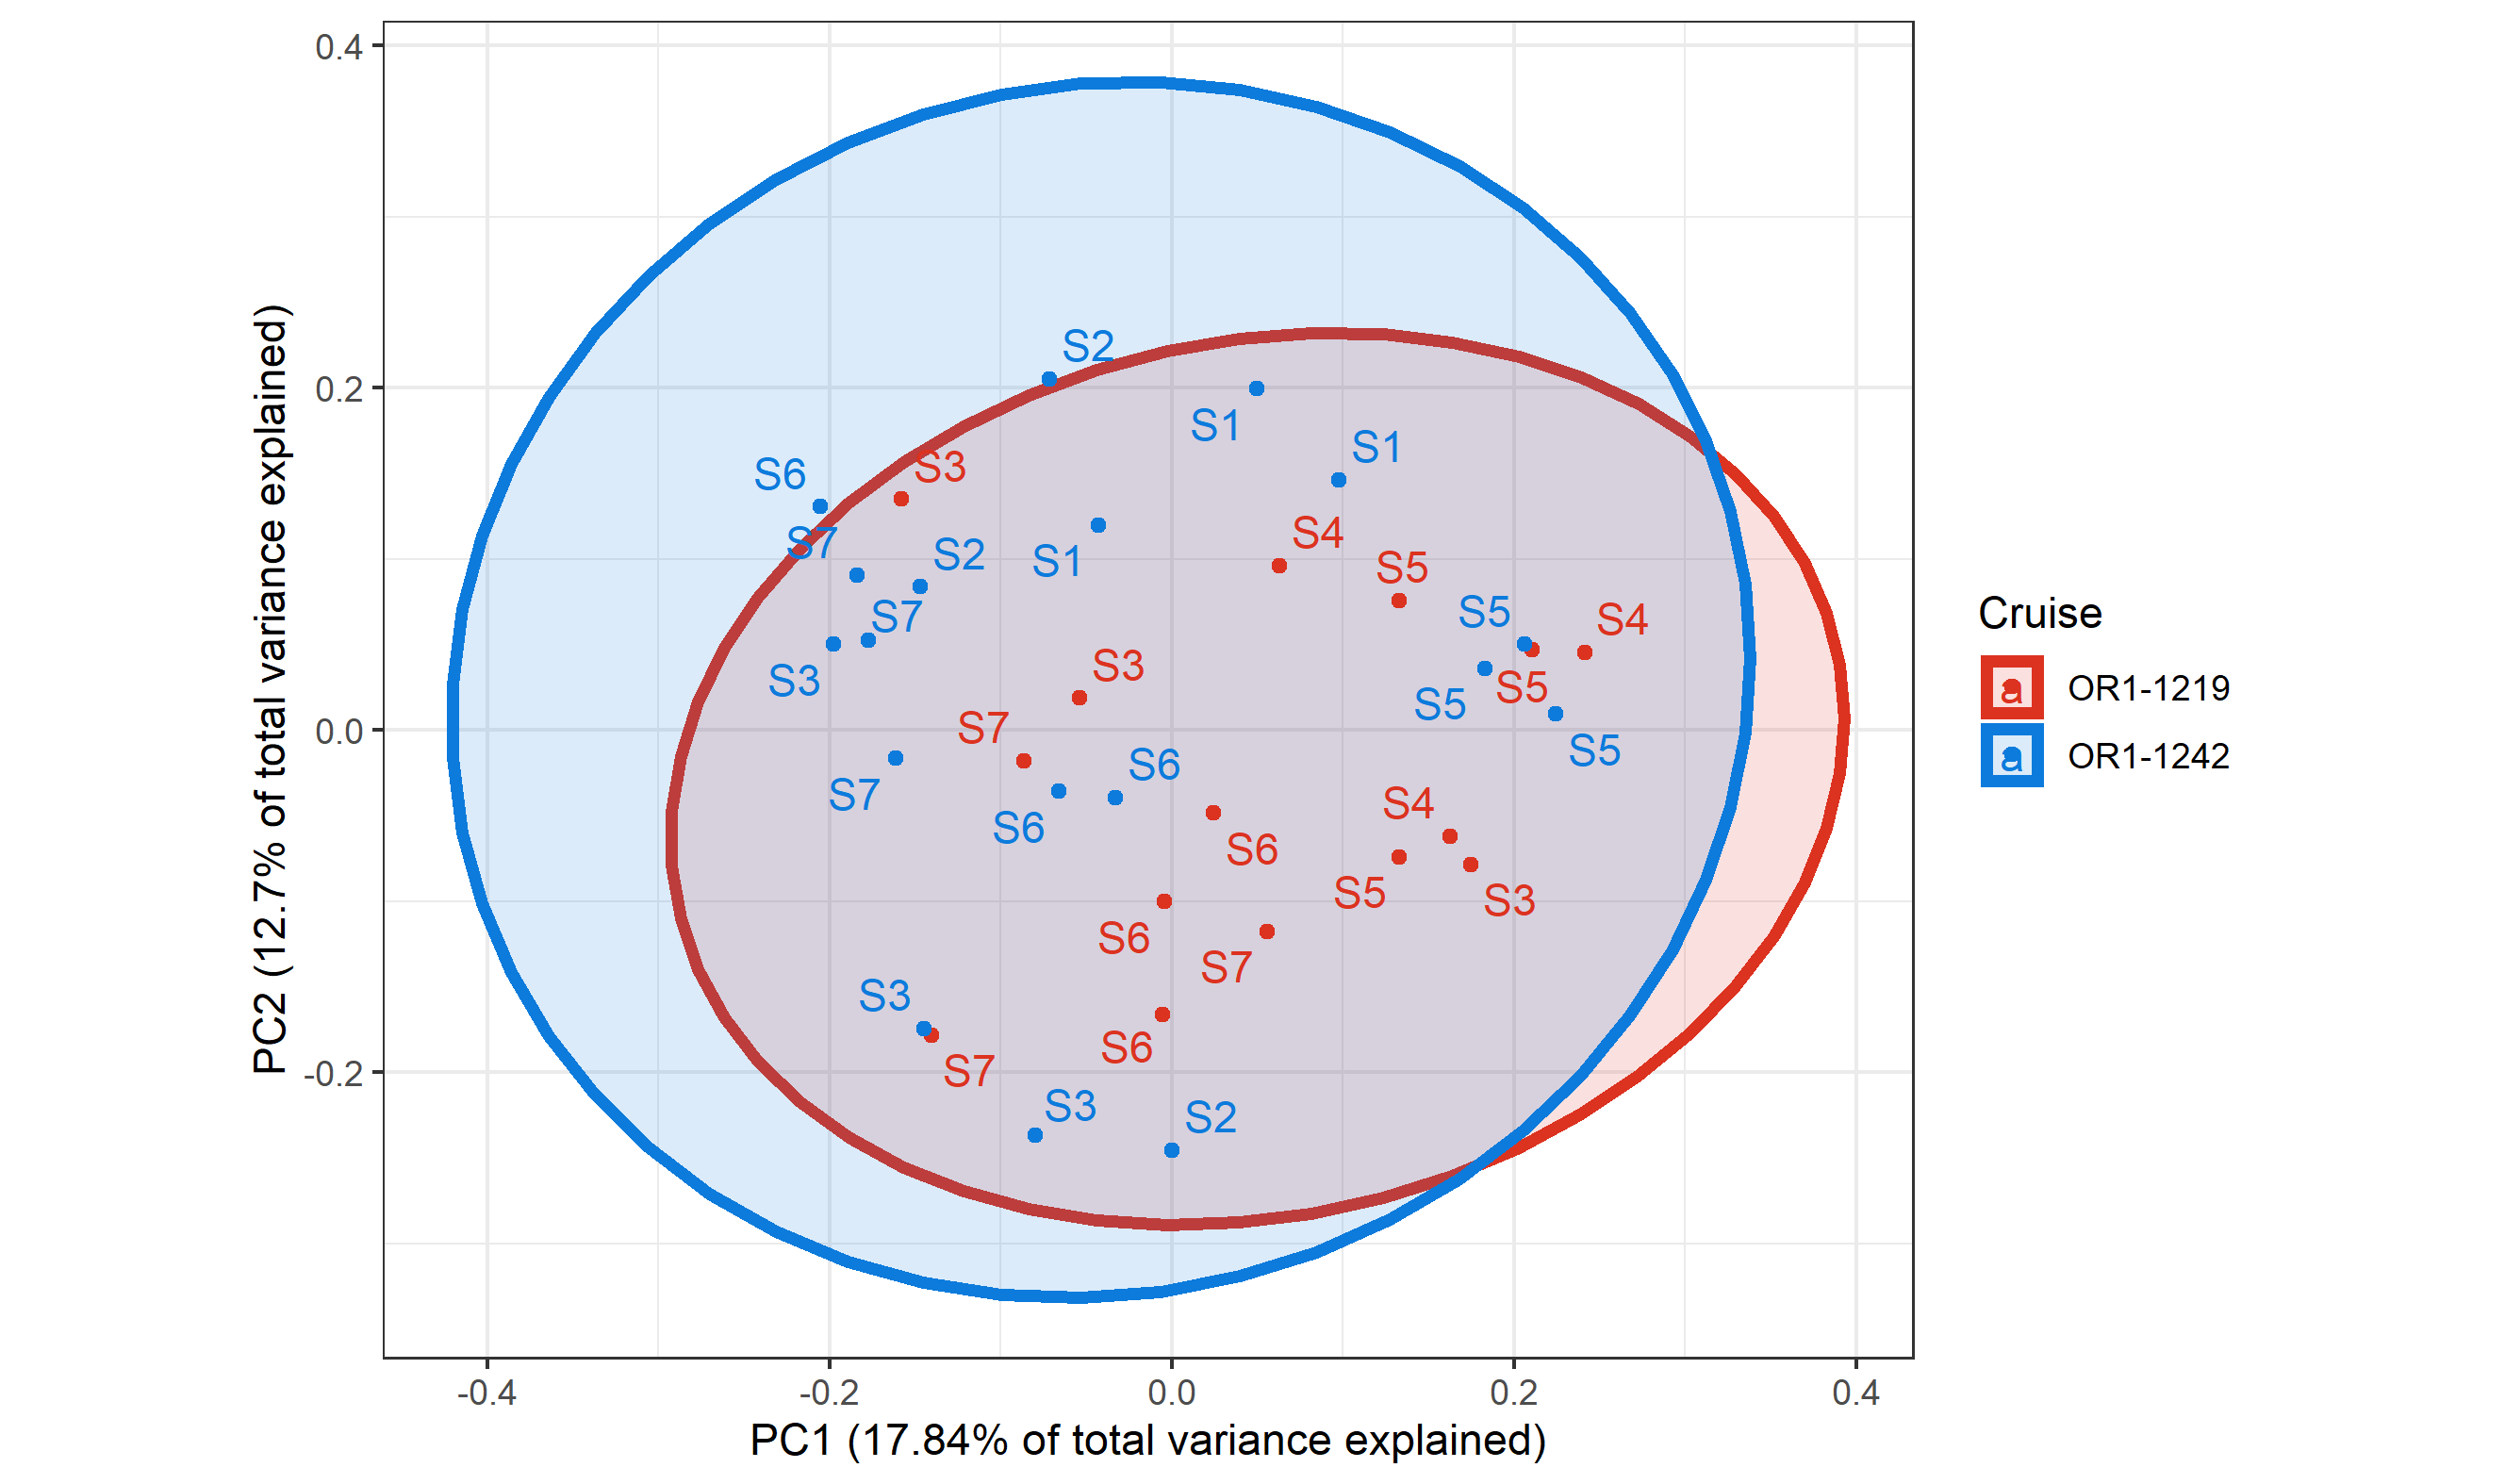 0.4
0.2
0.0
-0.2
PC2 (12.7% of total variance explained)
S2
S1
S1
S3
S6
S4
S7
S2
S1
S5
S7
S5
S4
S3
S3
S5
S5
S7
S6
S5
S7
S6
S4
S6
S5
S3
S6
S7
S3
S6
S7
S3
S2
-0.4
-0.2
0.0
0.2
0.4
PC1 (17.84% of total variance explained)
Cruise
a OR1-1219
a OR1-1242